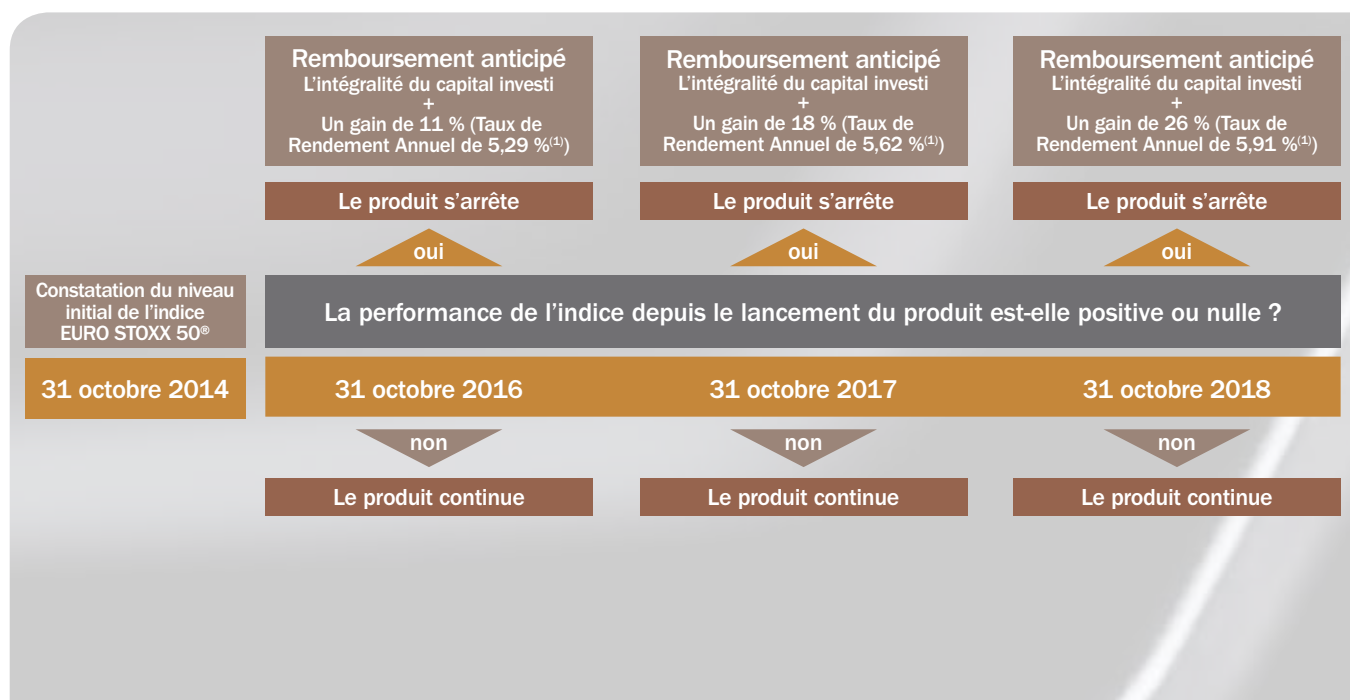 Remboursement anticipé
L'intégralité du capital investi
+
Un gain de 11 % (Taux de
Rendement Annuel de 5,29 %(1))
Remboursement anticipé
L'intégralité du capital investi
+
Un gain de 18 % (Taux de
Rendement Annuel de 5,62 %(1))
Remboursement anticipé
L'intégralité du capital investi
+
Un gain de 26 % (Taux de
Rendement Annuel de 5,91 %(1))
Le produit s'arrête
Le produit s'arrête
Le produit s'arrête
oui
oui
oui
Constatation du niveau
initial de l'indice
EURO STOXX 50®
La performance de l'indice depuis le lancement du produit est-elle positive ou nulle ?
31 octobre 2014
31 octobre 2016
31 octobre 2017
31 octobre 2018
non
non
non
Le produit continue
Le produit continue
Le produit continue